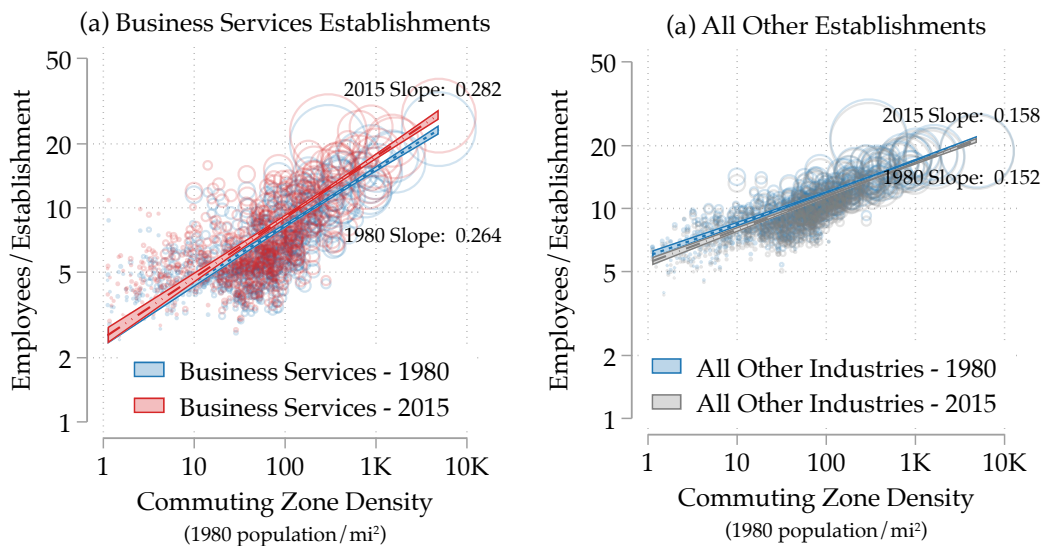 (a) Business Services Establishments
Employees/Establishment
50
20
10
5
2
1
2015 Slope: 0.282
1980 Slope: 0.264
Business Services - 1980
Business Services - 2015
1 10 100 1K 10K
Commuting Zone Density
(1980 population/mi²)
(a) All Other Establishments
Employees/Establishment
50
20
10
5
2
1
2015 Slope: 0.158
1980 Slope: 0.152
All Other Industries - 1980
All Other Industries - 2015
1 10 100 1K 10K
Commuting Zone Density
(1980 population/mi²)